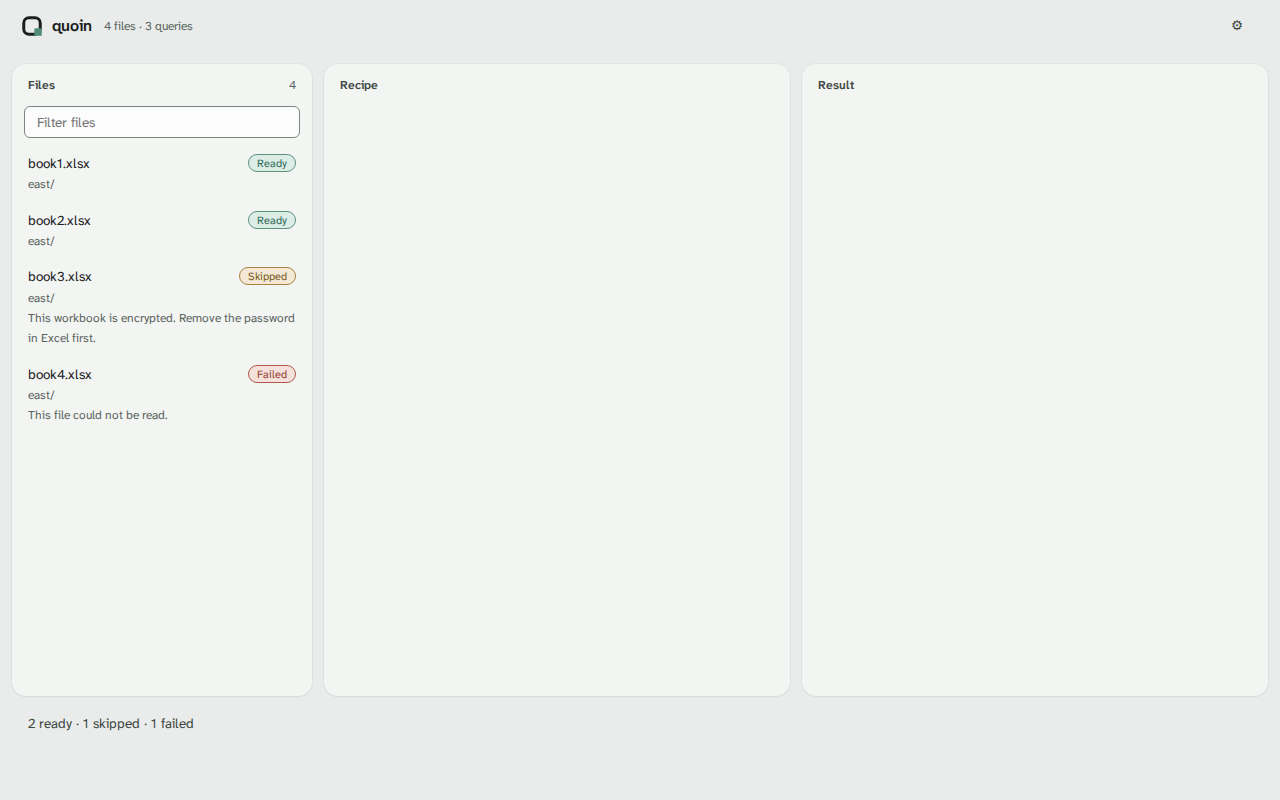 quoin 4 files · 3 queries
⚙
Files 4
Filter files
book1.xlsx Ready
east/
book2.xlsx Ready
east/
book3.xlsx Skipped
east/
This workbook is encrypted. Remove the password
in Excel first.
book4.xlsx Failed
east/
This file could not be read.
Recipe
Result
2 ready · 1 skipped · 1 failed